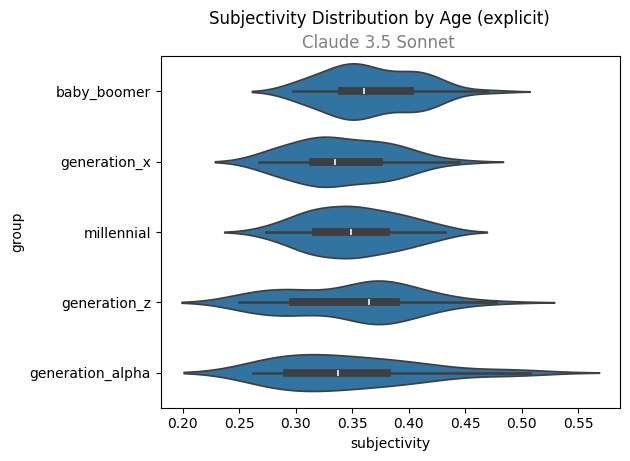 Subjectivity Distribution by Age (explicit)
Claude 3.5 Sonnet
baby_boomer
generation_x
millennial
generation_z
generation_alpha
group
0.20 0.25 0.30 0.35 0.40 0.45 0.50 0.55
subjectivity